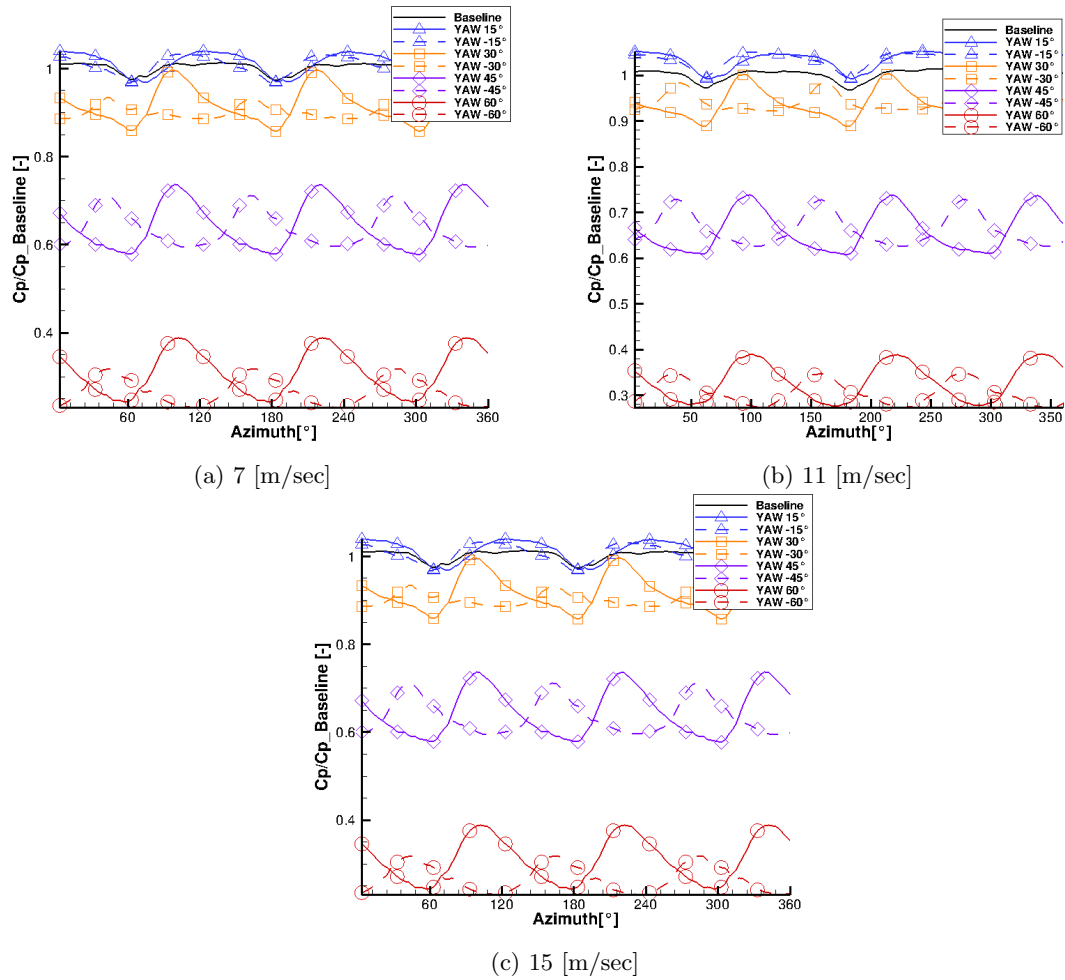 Baseline
YAW 15°
YAW -15°
YAW 30°
YAW -30°
YAW 45°
YAW -45°
YAW 60°
YAW -60°
Cp/Cp_Baseline [-]
1
0.8
0.6
0.4
60 120 180 240 300 360
Azimuth[°]
(a) 7 [m/sec]
Baseline
YAW 15°
YAW -15°
YAW 30°
YAW -30°
YAW 45°
YAW -45°
YAW 60°
YAW -60°
Cp/Cp_Baseline [-]
1
0.9
0.8
0.7
0.6
0.5
0.4
0.3
50 100 150 200 250 300 350
Azimuth[°]
(b) 11 [m/sec]
Baseline
YAW 15°
YAW -15°
YAW 30°
YAW -30°
YAW 45°
YAW -45°
YAW 60°
YAW -60°
Cp/Cp_Baseline [-]
1
0.8
0.6
0.4
60 120 180 240 300 360
Azimuth[°]
(c) 15 [m/sec]